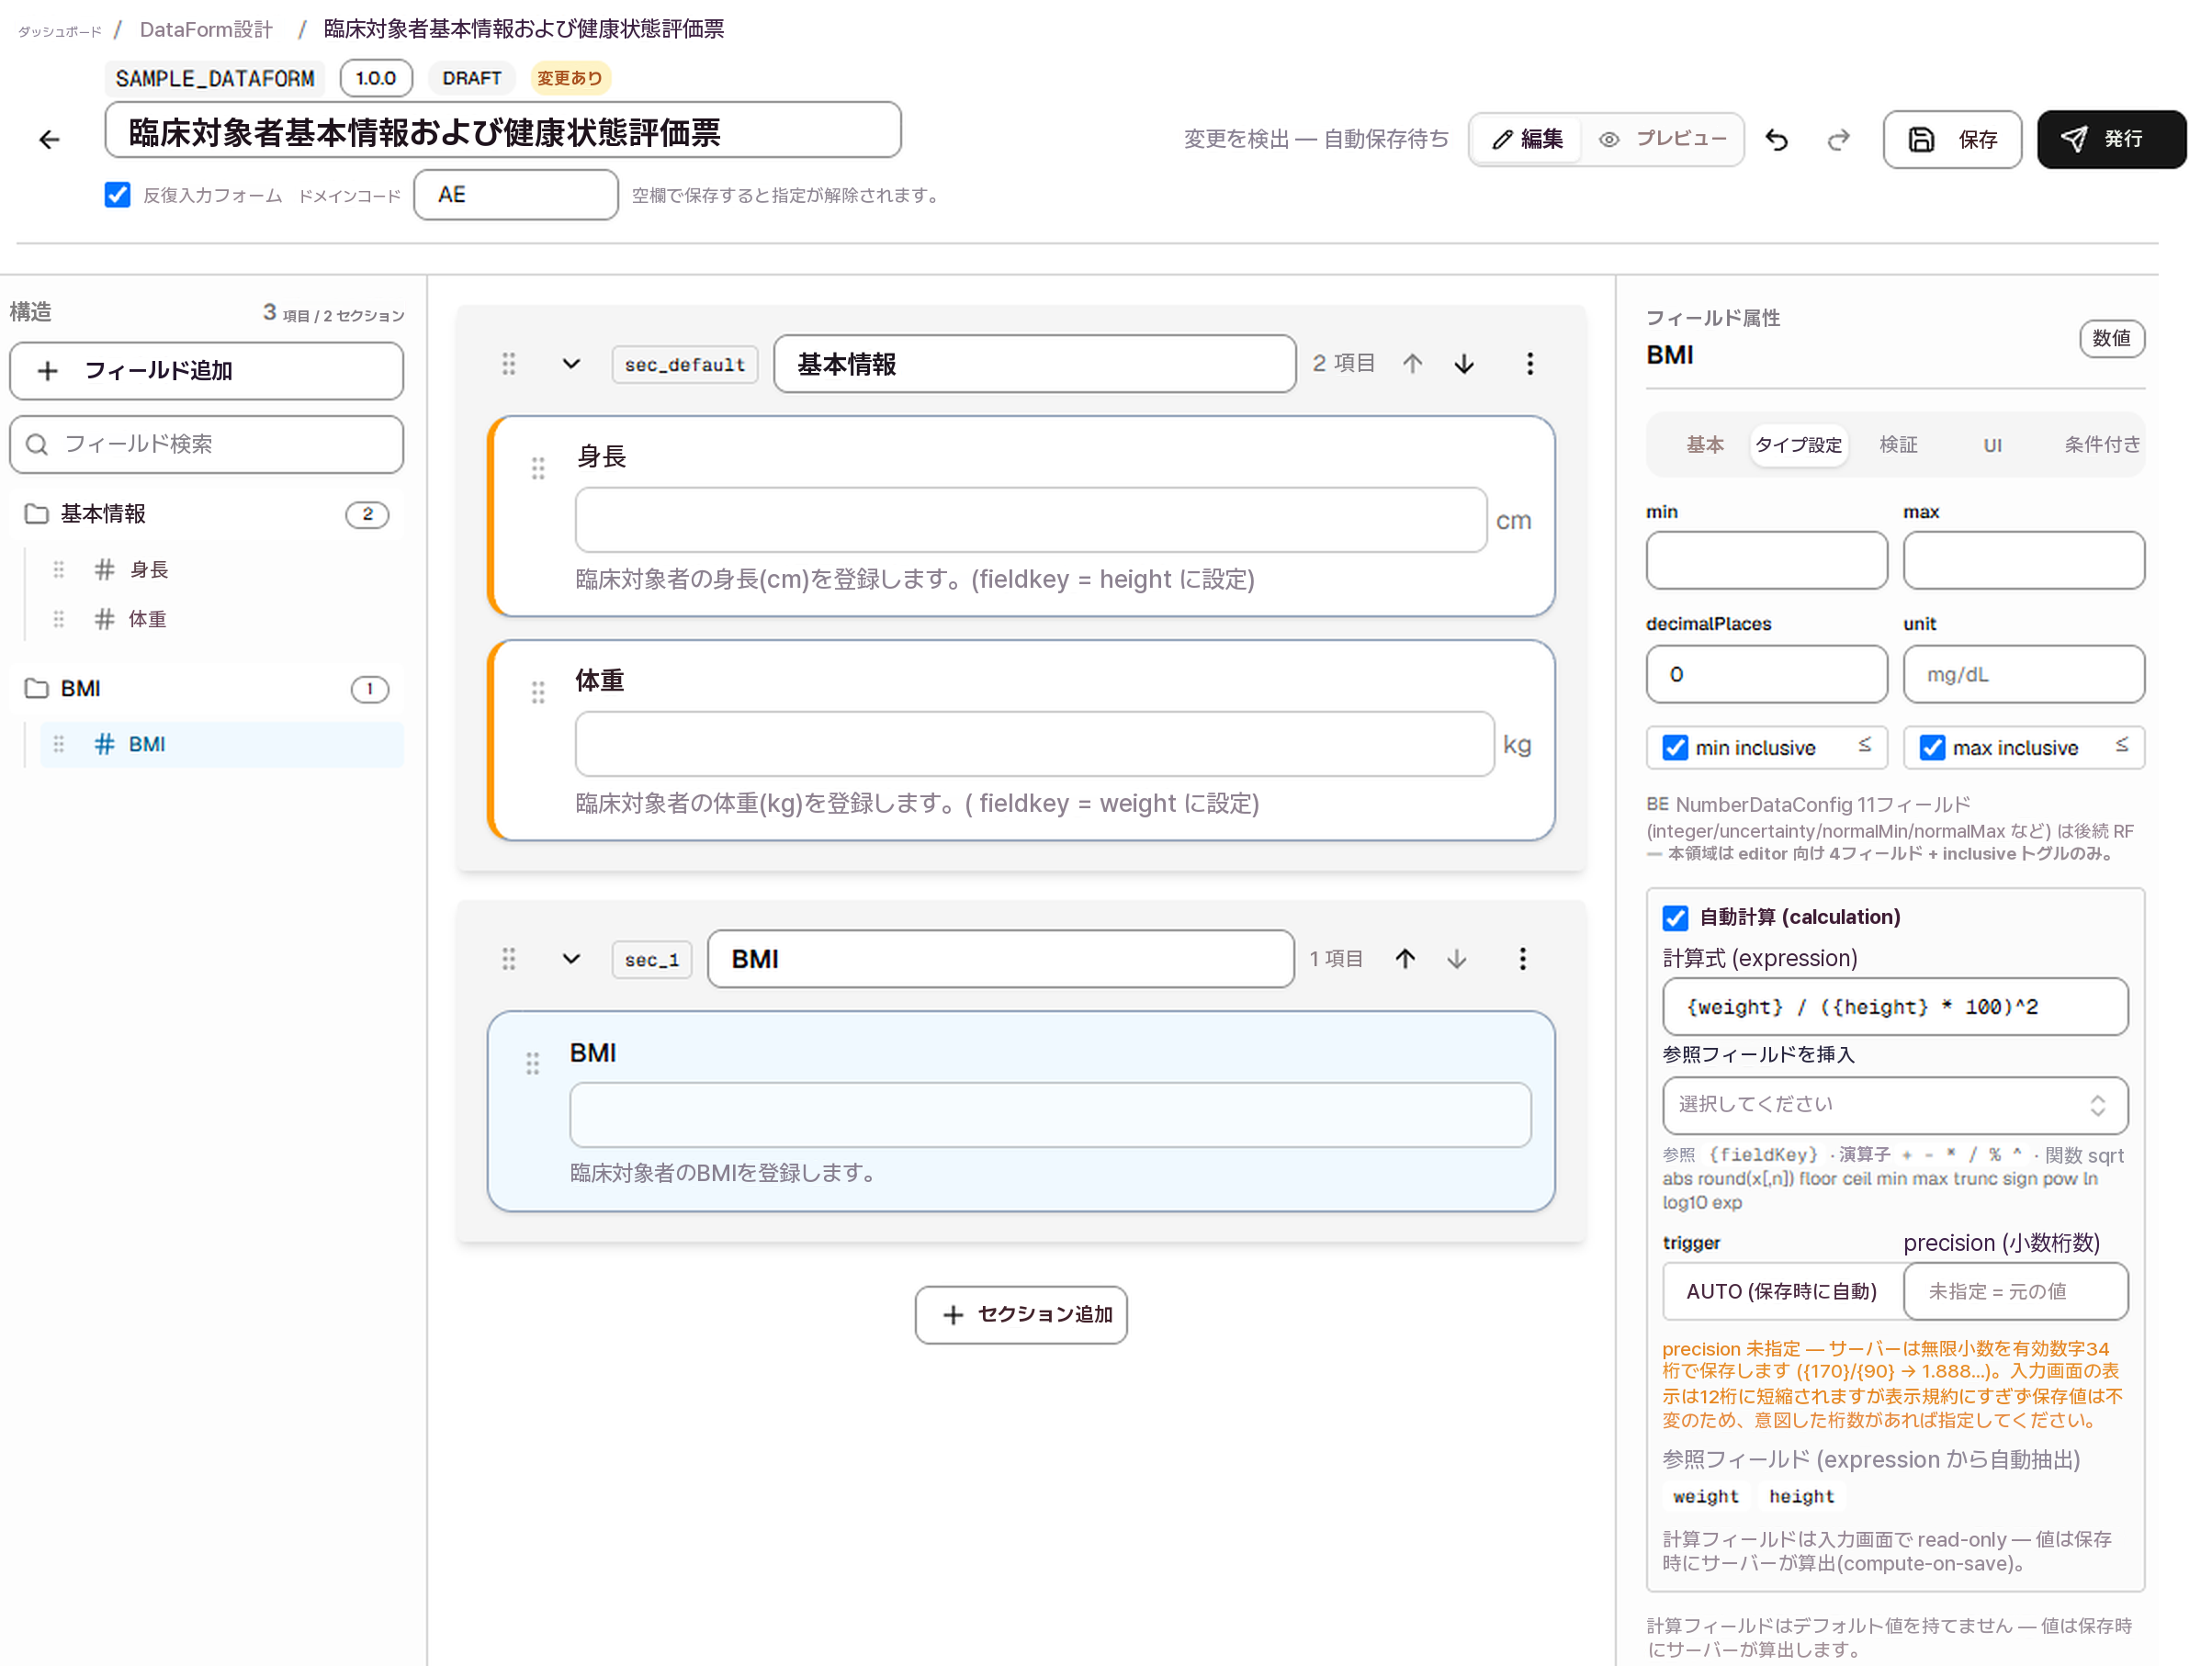 ダッシュボード / DataForm設計 / 臨床対象者基本情報および健康状態評価票
SAMPLE_DATAFORM 1.0.0 DRAFT 変更あり
臨床対象者基本情報および健康状態評価票
変更を検出 — 自動保存待ち 編集 プレビュー 保存 発行
反復入力フォーム ドメインコード AE 空欄で保存すると指定が解除されます。
構造 3 項目 / 2 セクション
フィールド追加
フィールド検索
基本情報 2
身長
体重
BMI 1
BMI
sec_default 基本情報 2 項目
身長
cm
臨床対象者の身長(cm)を登録します。(fieldkey = height に設定)
体重
kg
臨床対象者の体重(kg)を登録します。( fieldkey = weight に設定)
sec_1 BMI 1 項目
BMI
臨床対象者のBMIを登録します。
セクション追加
フィールド属性
BMI 数値
基本 タイプ設定 検証 UI 条件付き
min max
decimalPlaces unit
0 mg/dL
min inclusive ≤ max inclusive ≤
BE NumberDataConfig 11フィールド
(integer/uncertainty/normalMin/normalMax など) は後続 RF
— 本領域は editor 向け 4フィールド + inclusive トグルのみ。
自動計算 (calculation)
計算式 (expression)
{weight} / ({height} * 100)^2
参照フィールドを挿入
選択してください
参照 {fieldKey} · 演算子 + - * / % ^ · 関数 sqrt
abs round(x[,n]) floor ceil min max trunc sign pow ln
log10 exp
trigger precision (小数桁数)
AUTO (保存時に自動) 未指定 = 元の値
precision 未指定 — サーバーは無限小数を有効数字34
桁で保存します ({170}/{90} → 1.888…)。入力画面の表
示は12桁に短縮されますが表示規約にすぎず保存値は不
変のため、意図した桁数があれば指定してください。
参照フィールド (expression から自動抽出)
weight height
計算フィールドは入力画面で read-only — 値は保存
時にサーバーが算出(compute-on-save)。
計算フィールドはデフォルト値を持てません — 値は保存時
にサーバーが算出します。